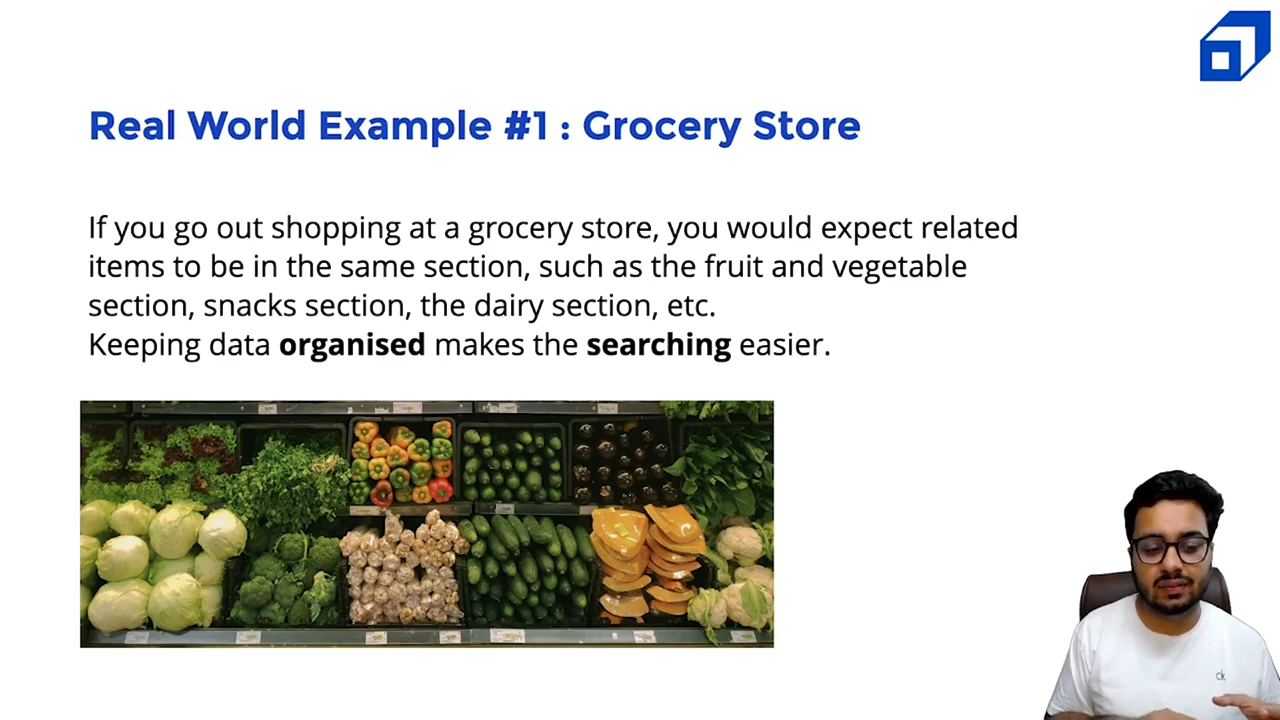 Real World Example #1 : Grocery Store
If you go out shopping at a grocery store, you would expect related
items to be in the same section, such as the fruit and vegetable
section, snacks section, the dairy section, etc.
Keeping data organised makes the searching easier.
ck